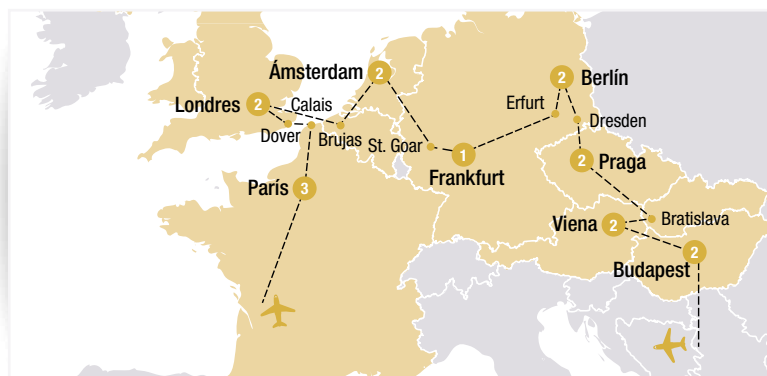 Ámsterdam
2
2
Berlín
Londres
2
Calais
Erfurt
Dover
Brujas
St. Goar
Dresden
1
Frankfurt
2
Praga
París
3
Viena
2
Bratislava
2
Budapest